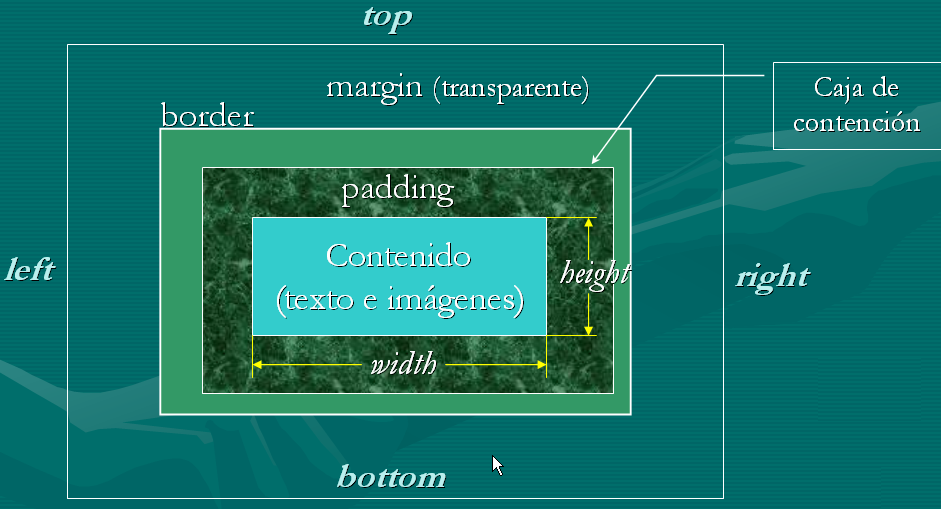 top
margin (transparente)
Caja de
contención
border
padding
Contenido
(texto e imágenes)
height
left
right
width
bottom